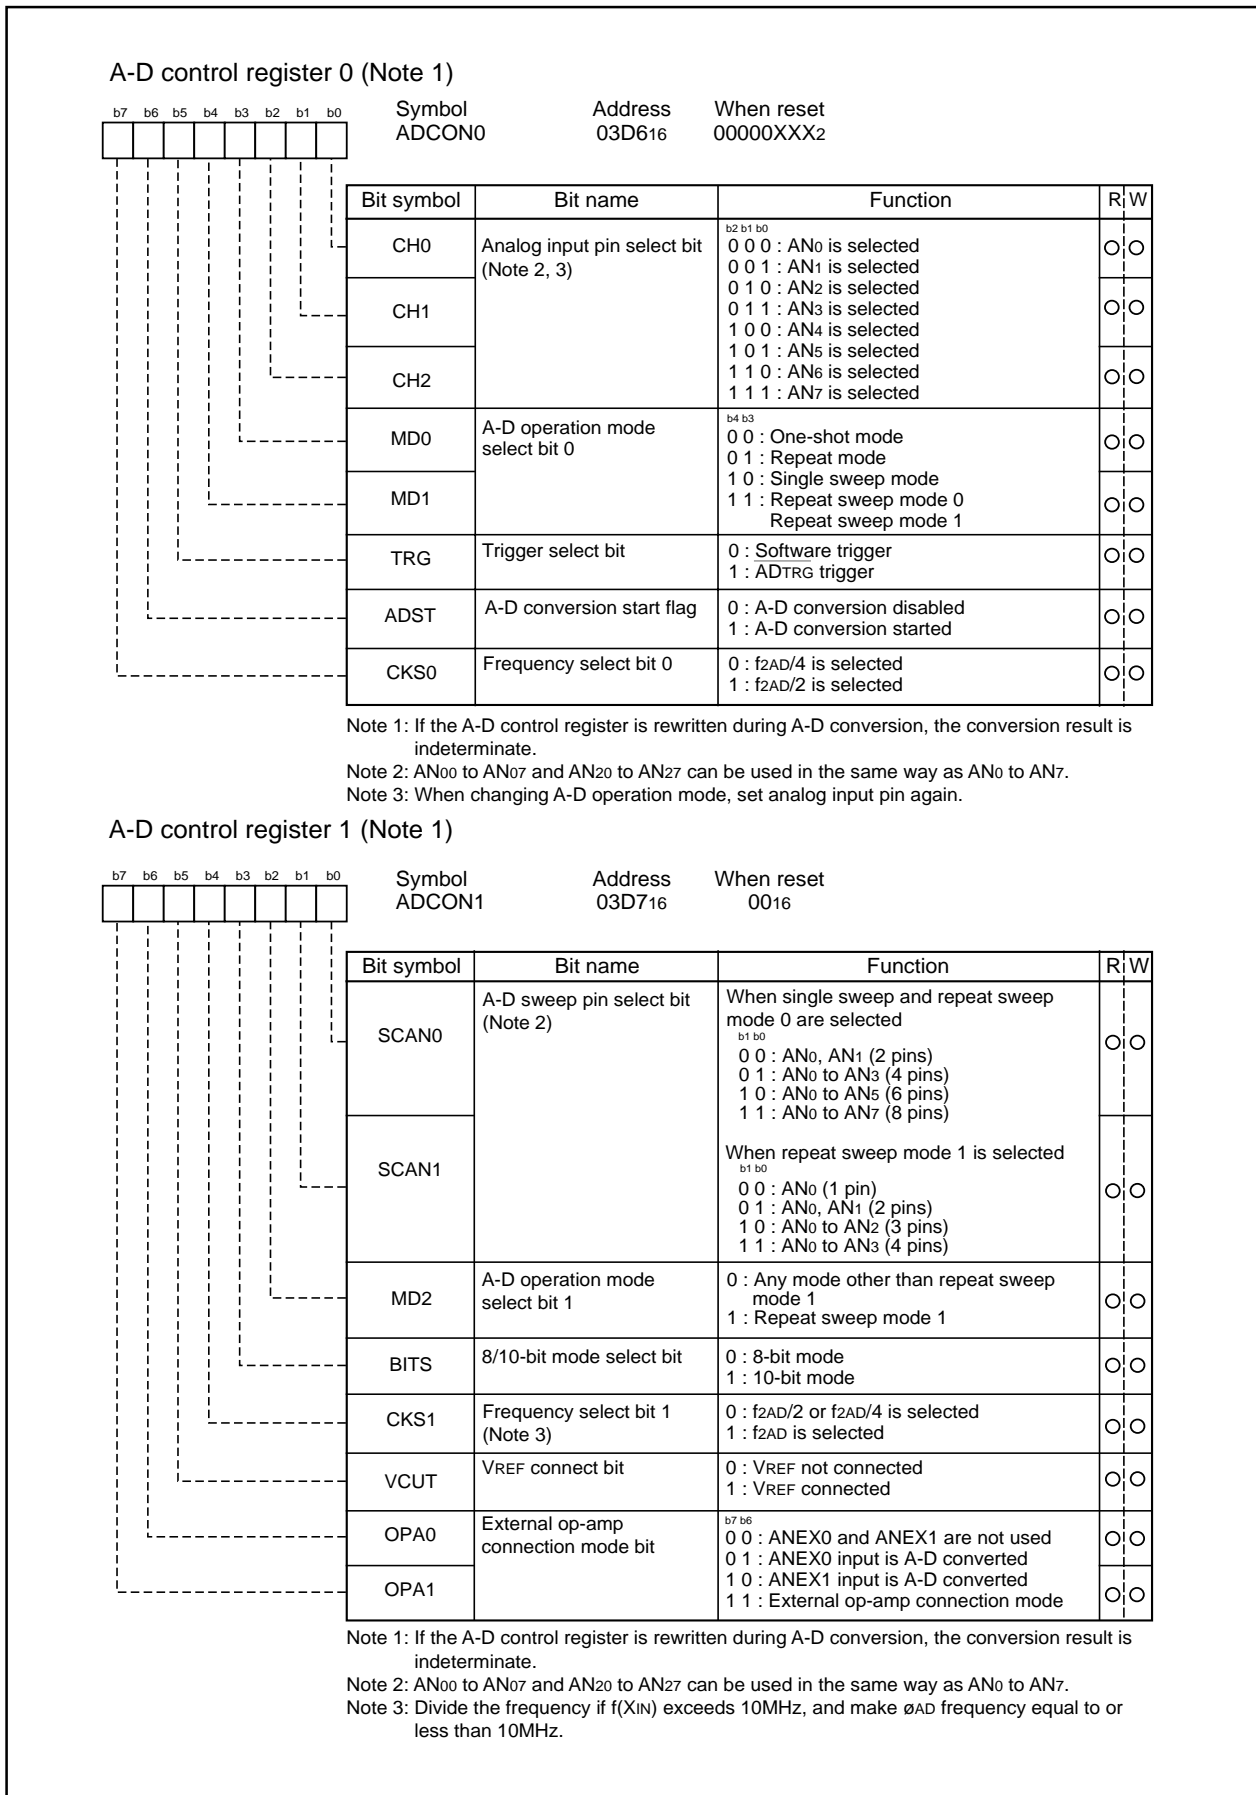 A-D control register 0 (Note 1)
b7 b6 b5 b4 b3 b2 b1 b0
Symbol Address When reset
ADCON0 03D616 00000XXX2
Bit symbol Bit name Function R W
CH0 Analog input pin select bit (Note 2, 3)
b2 b1 b0
0 0 0 : AN0 is selected
0 0 1 : AN1 is selected
0 1 0 : AN2 is selected
0 1 1 : AN3 is selected
1 0 0 : AN4 is selected
1 0 1 : AN5 is selected
1 1 0 : AN6 is selected
1 1 1 : AN7 is selected
CH1
CH2
MD0 A-D operation mode select bit 0
b4 b3
0 0 : One-shot mode
0 1 : Repeat mode
1 0 : Single sweep mode
1 1 : Repeat sweep mode 0
Repeat sweep mode 1
MD1
TRG Trigger select bit
0 : Software trigger
1 : ADTRG trigger
ADST A-D conversion start flag
0 : A-D conversion disabled
1 : A-D conversion started
CKS0 Frequency select bit 0
0 : f2AD/4 is selected
1 : f2AD/2 is selected
Note 1: If the A-D control register is rewritten during A-D conversion, the conversion result is
indeterminate.
Note 2: AN00 to AN07 and AN20 to AN27 can be used in the same way as AN0 to AN7.
Note 3: When changing A-D operation mode, set analog input pin again.
A-D control register 1 (Note 1)
b7 b6 b5 b4 b3 b2 b1 b0
Symbol Address When reset
ADCON1 03D716 0016
Bit symbol Bit name Function R W
SCAN0 A-D sweep pin select bit (Note 2)
When single sweep and repeat sweep
mode 0 are selected
b1 b0
0 0 : AN0, AN1 (2 pins)
0 1 : AN0 to AN3 (4 pins)
1 0 : AN0 to AN5 (6 pins)
1 1 : AN0 to AN7 (8 pins)
SCAN1
When repeat sweep mode 1 is selected
b1 b0
0 0 : AN0 (1 pin)
0 1 : AN0, AN1 (2 pins)
1 0 : AN0 to AN2 (3 pins)
1 1 : AN0 to AN3 (4 pins)
MD2 A-D operation mode select bit 1
0 : Any mode other than repeat sweep
mode 1
1 : Repeat sweep mode 1
BITS 8/10-bit mode select bit
0 : 8-bit mode
1 : 10-bit mode
CKS1 Frequency select bit 1 (Note 3)
0 : f2AD/2 or f2AD/4 is selected
1 : f2AD is selected
VCUT VREF connect bit
0 : VREF not connected
1 : VREF connected
OPA0 External op-amp connection mode bit
b7 b6
0 0 : ANEX0 and ANEX1 are not used
0 1 : ANEX0 input is A-D converted
1 0 : ANEX1 input is A-D converted
1 1 : External op-amp connection mode
OPA1
Note 1: If the A-D control register is rewritten during A-D conversion, the conversion result is
indeterminate.
Note 2: AN00 to AN07 and AN20 to AN27 can be used in the same way as AN0 to AN7.
Note 3: Divide the frequency if f(XIN) exceeds 10MHz, and make øAD frequency equal to or
less than 10MHz.